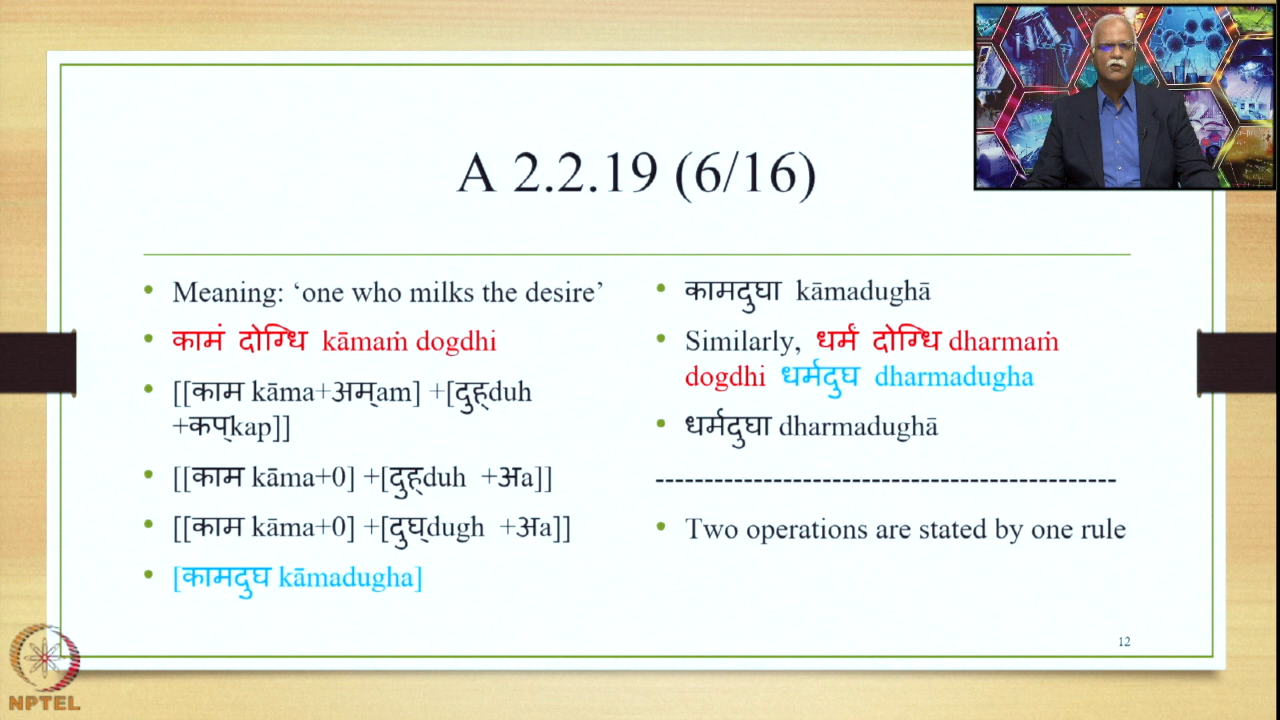 A 2.2.19 (6/16)
• Meaning: ‘one who milks the desire’
• कामं दोग्धि kāmaṁ dogdhi
• [[काम kāma+अम्am] +[दुह्duh
+कप्kap]]
• [[काम kāma+0] +[दुह्duh +अa]]
• [[काम kāma+0] +[दुघ्dugh +अa]]
• [कामदुघ kāmadugha]
• कामदुघा kāmadughā
• Similarly, धर्मं दोग्धि dharmaṁ
dogdhi धर्मदुघ dharmadugha
• धर्मदुघा dharmadughā
----------------------------------------------
• Two operations are stated by one rule
12
NPTEL